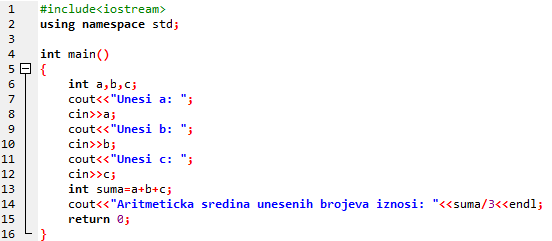 1 #include<iostream>
2 using namespace std;
3
4 int main()
5 {
6 int a,b,c;
7 cout<<"Unesi a: ";
8 cin>>a;
9 cout<<"Unesi b: ";
10 cin>>b;
11 cout<<"Unesi c: ";
12 cin>>c;
13 int suma=a+b+c;
14 cout<<"Aritmeticka sredina unesenih brojeva iznosi: "<<suma/3<<endl;
15 return 0;
16 }